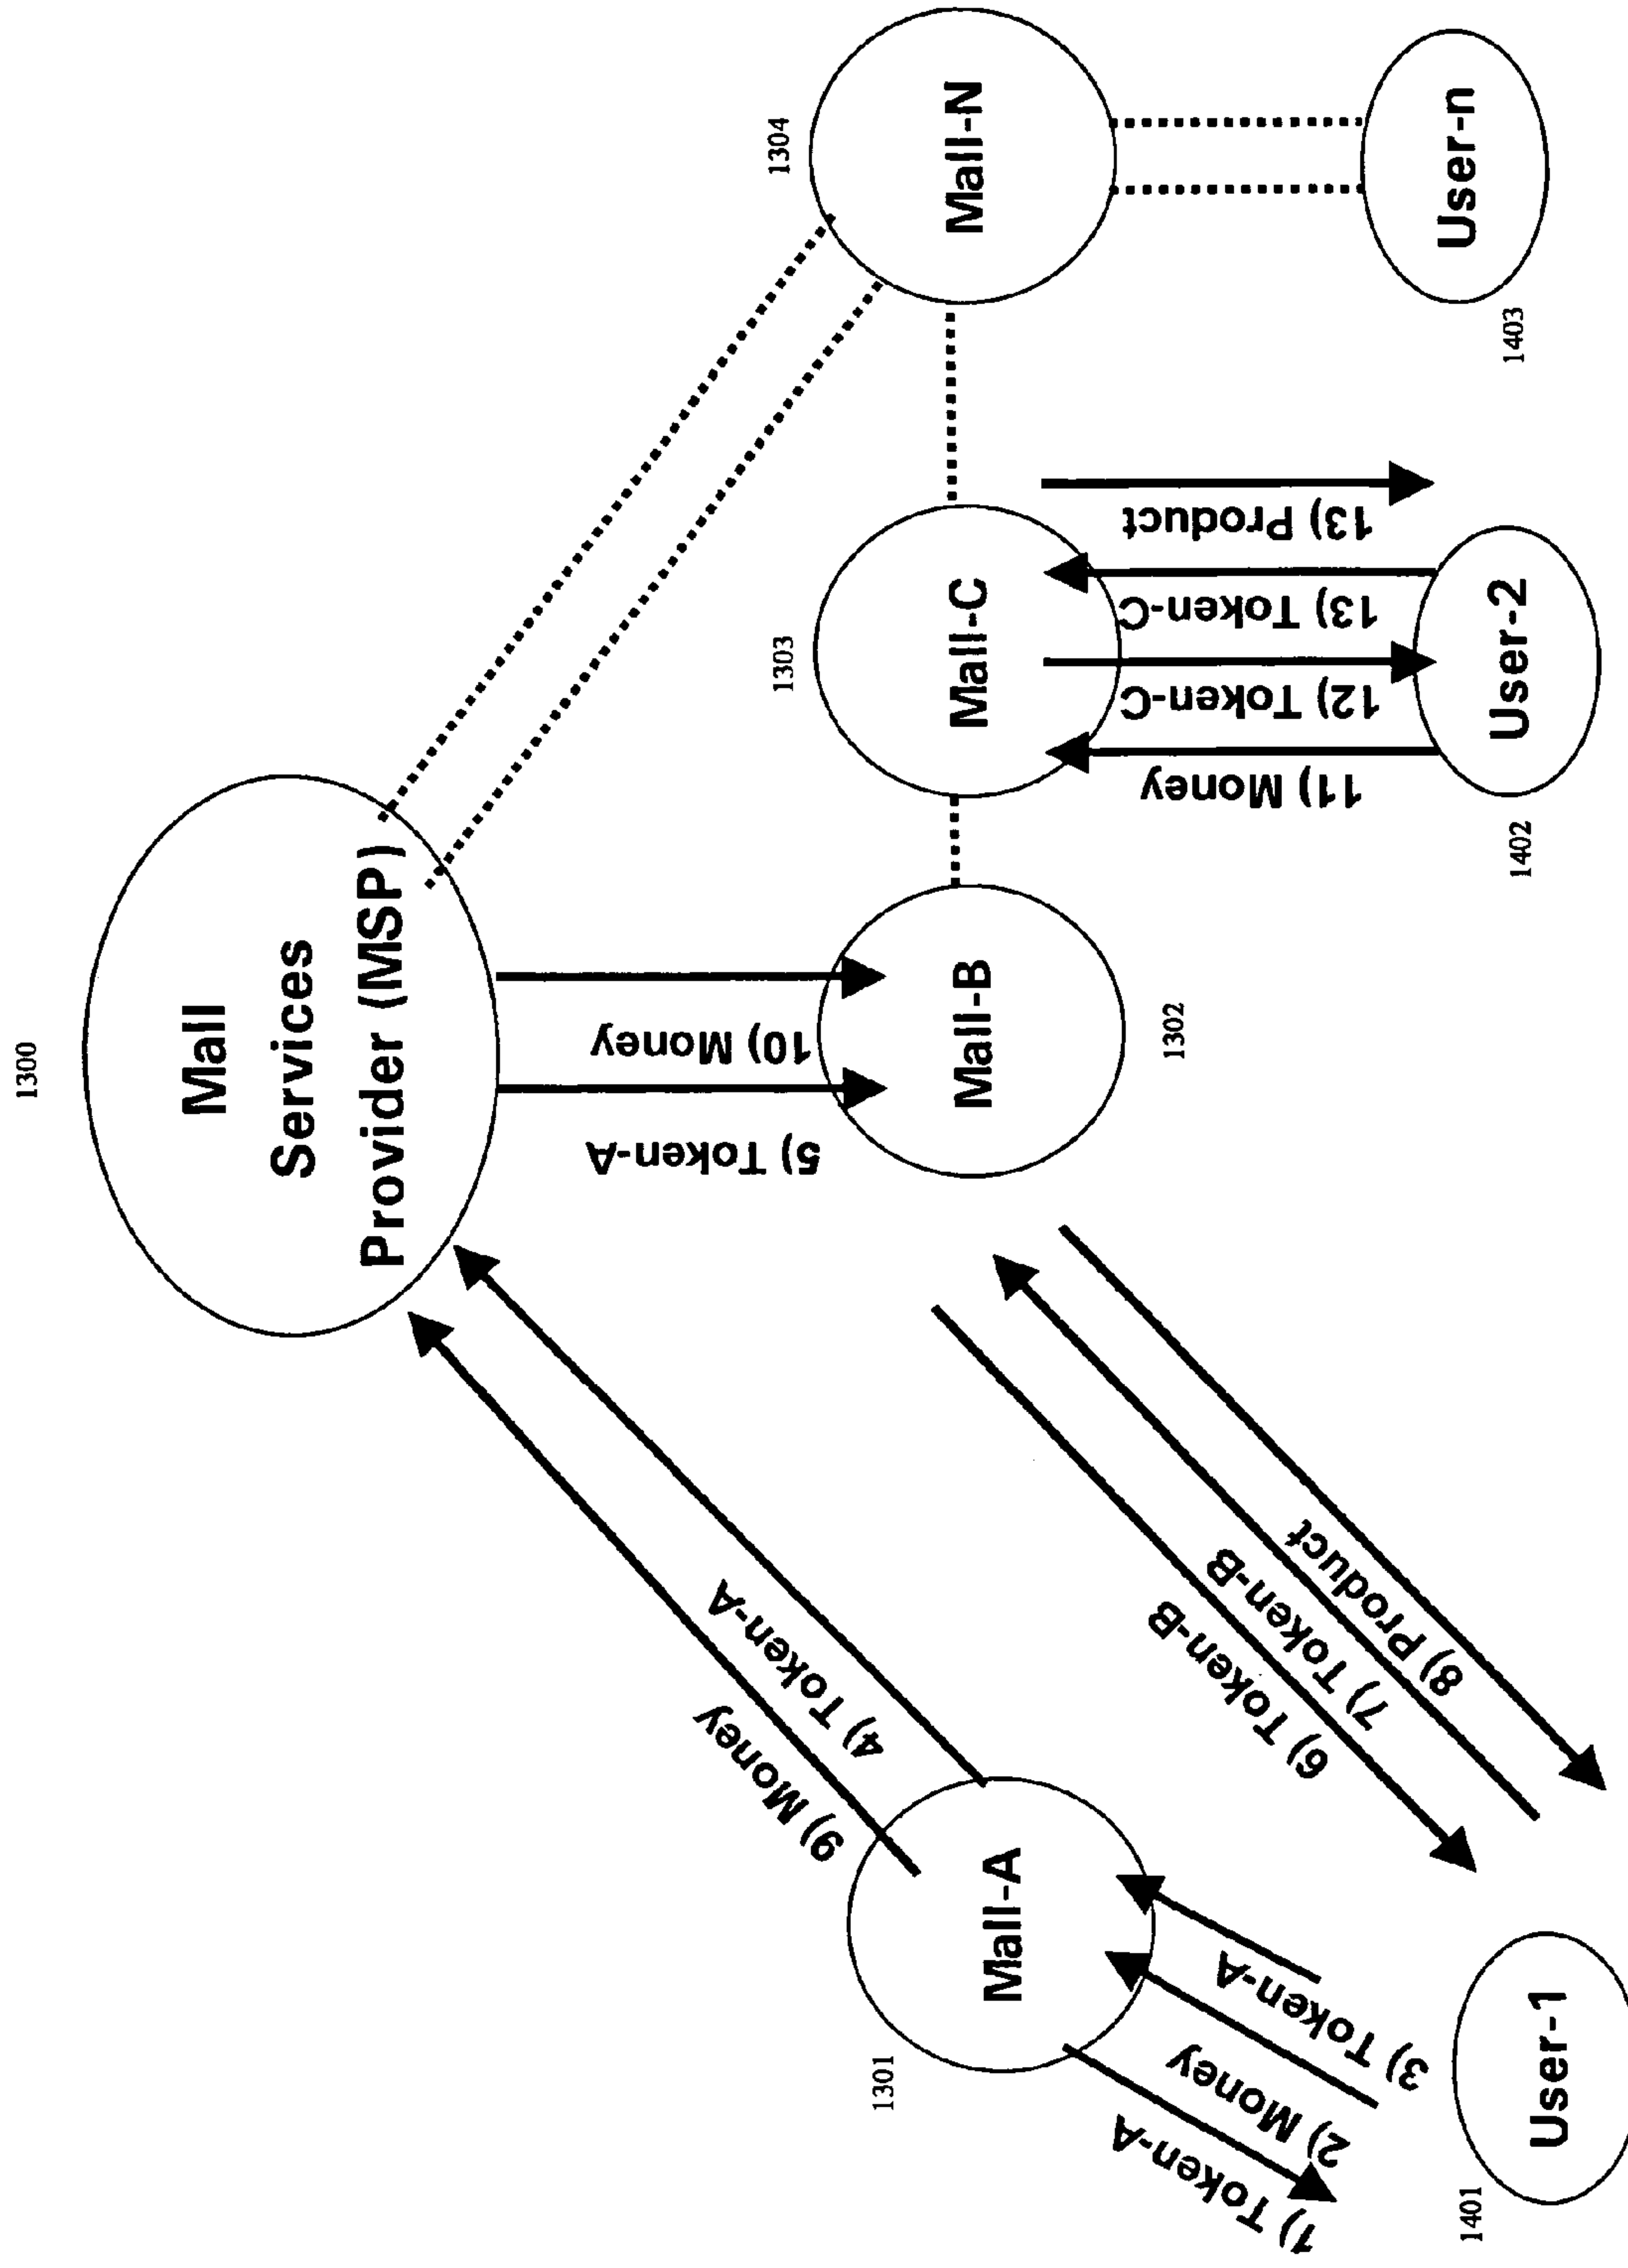 1300
Mall
Services
Provider (MSP)
9) Money
4) Token-A
5) Token-A
10) Money
1301
Mall-A
1302
Mall-B
1303
Mall-C
1304
Mall-N
1) Token-A
2) Money
3) Token-A
6) Token-B
7) Token-B
8) Product
11) Money
12) Token-C
13) Token-C
13) Product
1401
User-1
1402
User-2
1403
User-n